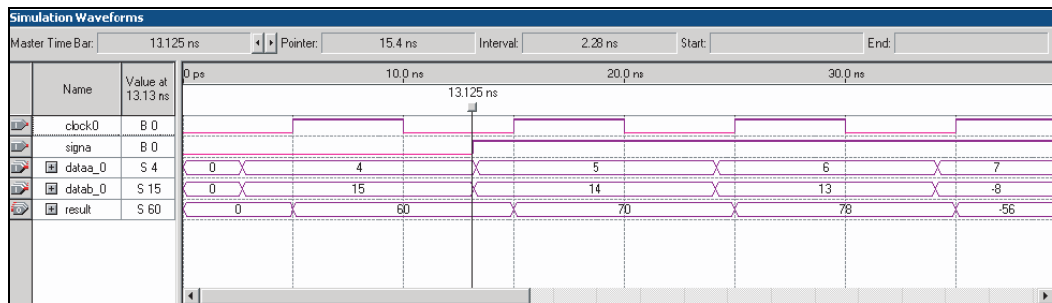 Simulation Waveforms
Master Time Bar: 13.125 ns Pointer: 15.4 ns Interval: 2.28 ns Start: End:
Name Value at 13.13 ns
0 ps 10.0 ns 20.0 ns 30.0 ns
13.125 ns
clock0 B 0
signa B 0
dataa_0 S 4 0 4 5 6 7
datab_0 S 15 0 15 14 13 -8
result S 60 0 60 70 78 -56